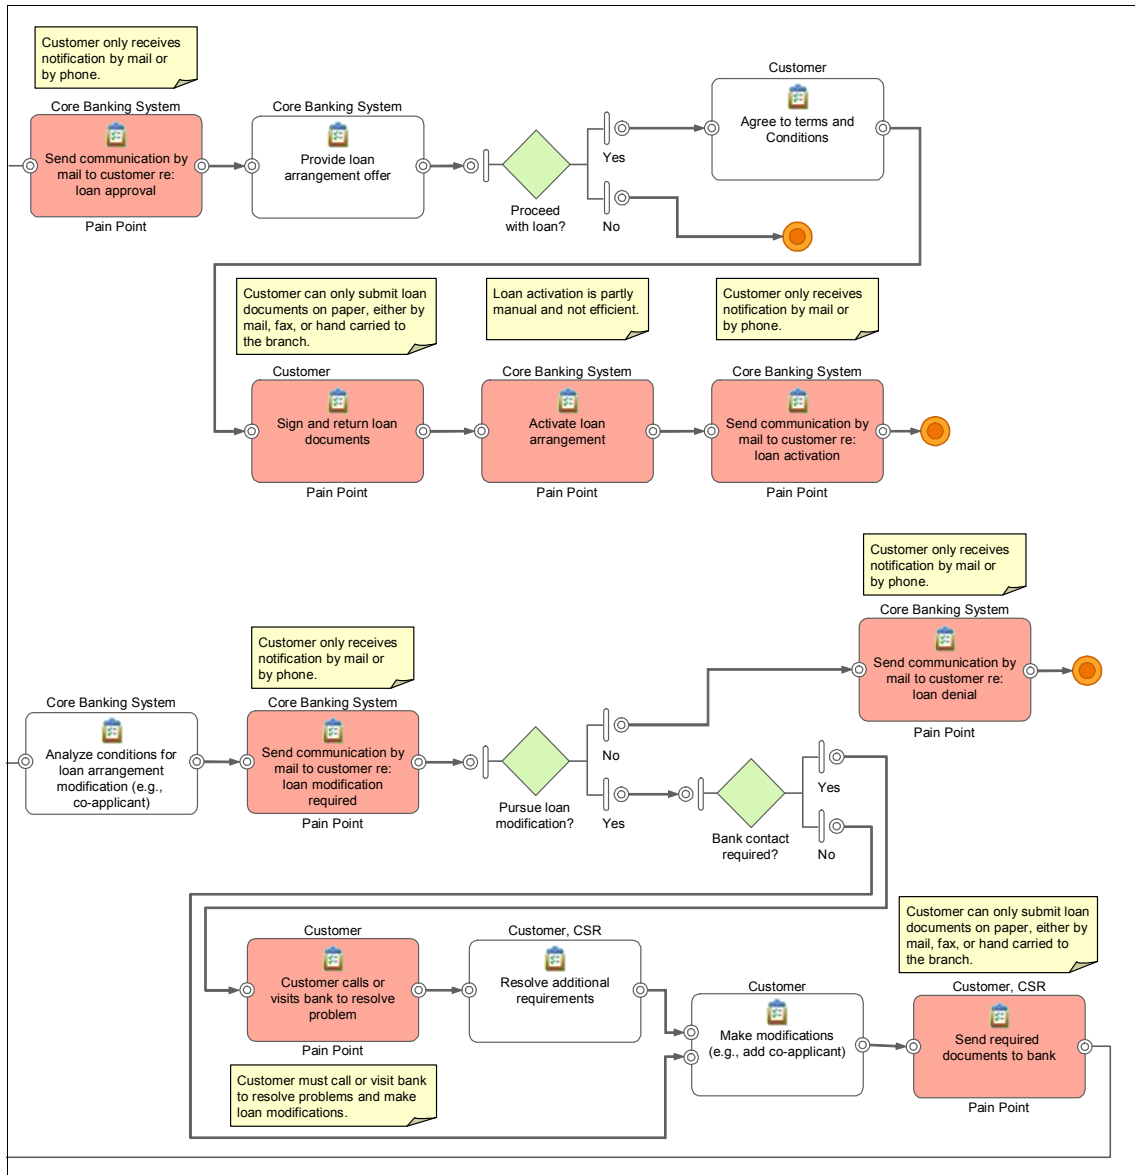 Customer only receives
notification by mail or
by phone.
Core Banking System
Send communication by
mail to customer re:
loan approval
Pain Point
Core Banking System
Provide loan
arrangement offer
Proceed
with loan?
Yes
No
Customer
Agree to terms and
Conditions
Customer can only submit loan
documents on paper, either by
mail, fax, or hand carried to
the branch.
Customer
Sign and return loan
documents
Pain Point
Loan activation is partly
manual and not efficient.
Core Banking System
Activate loan
arrangement
Pain Point
Customer only receives
notification by mail or
by phone.
Core Banking System
Send communication by
mail to customer re:
loan activation
Pain Point
Core Banking System
Analyze conditions for
loan arrangement
modification (e.g.,
co-applicant)
Customer only receives
notification by mail or
by phone.
Core Banking System
Send communication by
mail to customer re:
loan modification
required
Pain Point
Pursue loan
modification?
No
Yes
Customer only receives
notification by mail or
by phone.
Core Banking System
Send communication by
mail to customer re:
loan denial
Pain Point
Bank contact
required?
Yes
No
Customer
Customer calls or
visits bank to resolve
problem
Pain Point
Customer must call or visit bank
to resolve problems and make
loan modifications.
Customer, CSR
Resolve additional
requirements
Customer
Make modifications
(e.g., add co-applicant)
Customer can only submit loan
documents on paper, either by
mail, fax, or hand carried to
the branch.
Customer, CSR
Send required
documents to bank
Pain Point